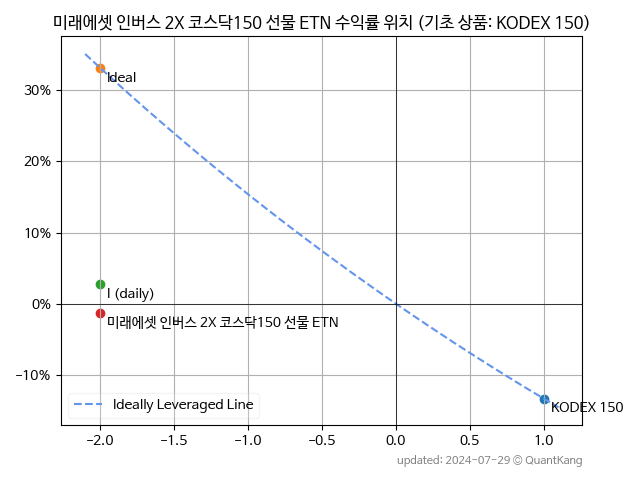 미래에셋 인버스 2X 코스닥150 선물 ETN 수익률 위치 (기초 상품: KODEX 150)
30%
20%
10%
0%
−10%
Ideal
I (daily)
미래에셋 인버스 2X 코스닥150 선물 ETN
KODEX 150
Ideally Leveraged Line
−2.0 −1.5 −1.0 −0.5 0.0 0.5 1.0
updated: 2024-07-29 © QuantKang